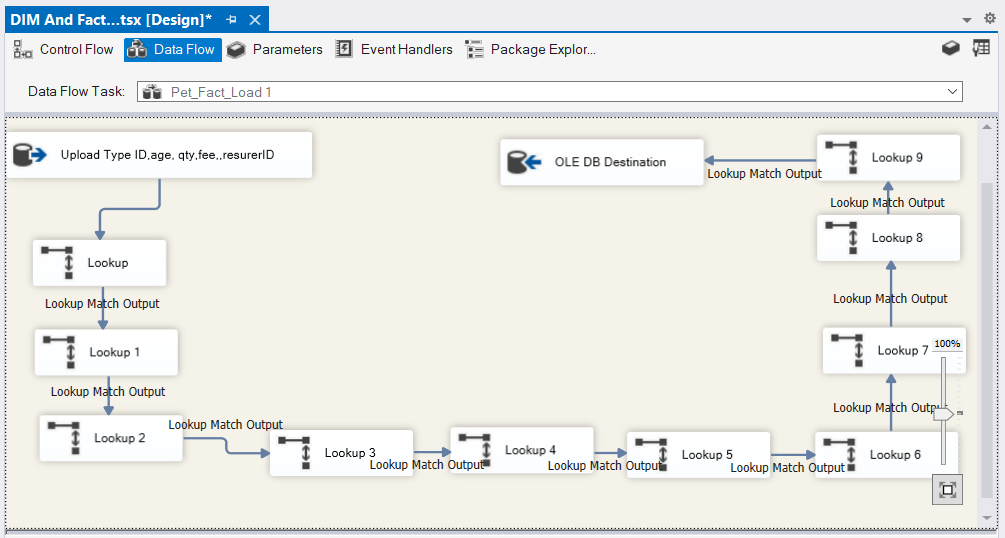 DIM And Fact...tsx [Design]*
Control Flow
Data Flow
Parameters
Event Handlers
Package Explor...
Data Flow Task:
Pet_Fact_Load 1
Upload Type ID,age, qty,fee,,resurerID
OLE DB Destination
Lookup 9
Lookup Match Output
Lookup Match Output
Lookup 8
Lookup
Lookup Match Output
Lookup Match Output
Lookup 1
Lookup 7
100%
Lookup Match Output
Lookup Match Output
Lookup 2
Lookup Match Output
Lookup 3
Lookup Match Output
Lookup 4
Lookup Match Output
Lookup 5
Lookup Match Output
Lookup 6